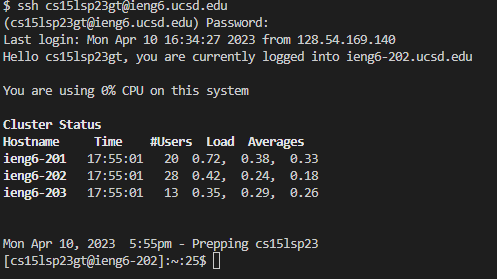 $ ssh cs15lsp23gt@ieng6.ucsd.edu
(cs15lsp23gt@ieng6.ucsd.edu) Password:
Last login: Mon Apr 10 16:34:27 2023 from 128.54.169.140
Hello cs15lsp23gt, you are currently logged into ieng6-202.ucsd.edu
You are using 0% CPU on this system
Cluster Status
Hostname     Time    #Users  Load  Averages
ieng6-201   17:55:01   20  0.72,  0.38,  0.33
ieng6-202   17:55:01   28  0.42,  0.24,  0.18
ieng6-203   17:55:01   13  0.35,  0.29,  0.26
Mon Apr 10, 2023  5:55pm - Prepping cs15lsp23
[cs15lsp23gt@ieng6-202]:~:25$